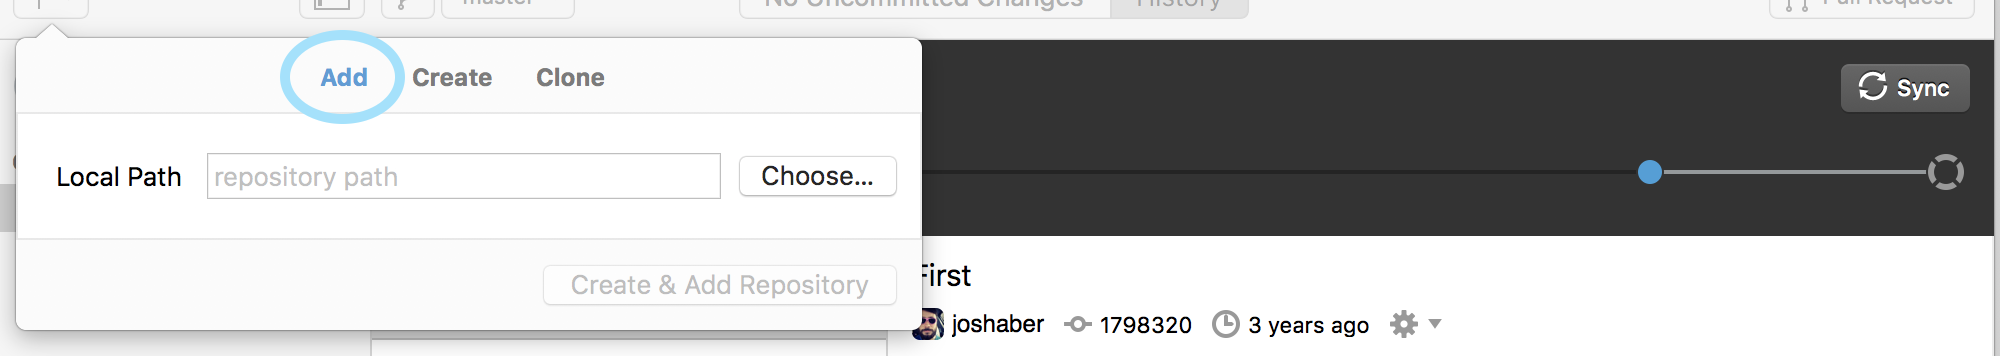 master
No Uncommitted Changes
History
Pull Request
Add
Create
Clone
Sync
Local Path
repository path
Choose...
Create & Add Repository
First
joshaber
1798320
3 years ago